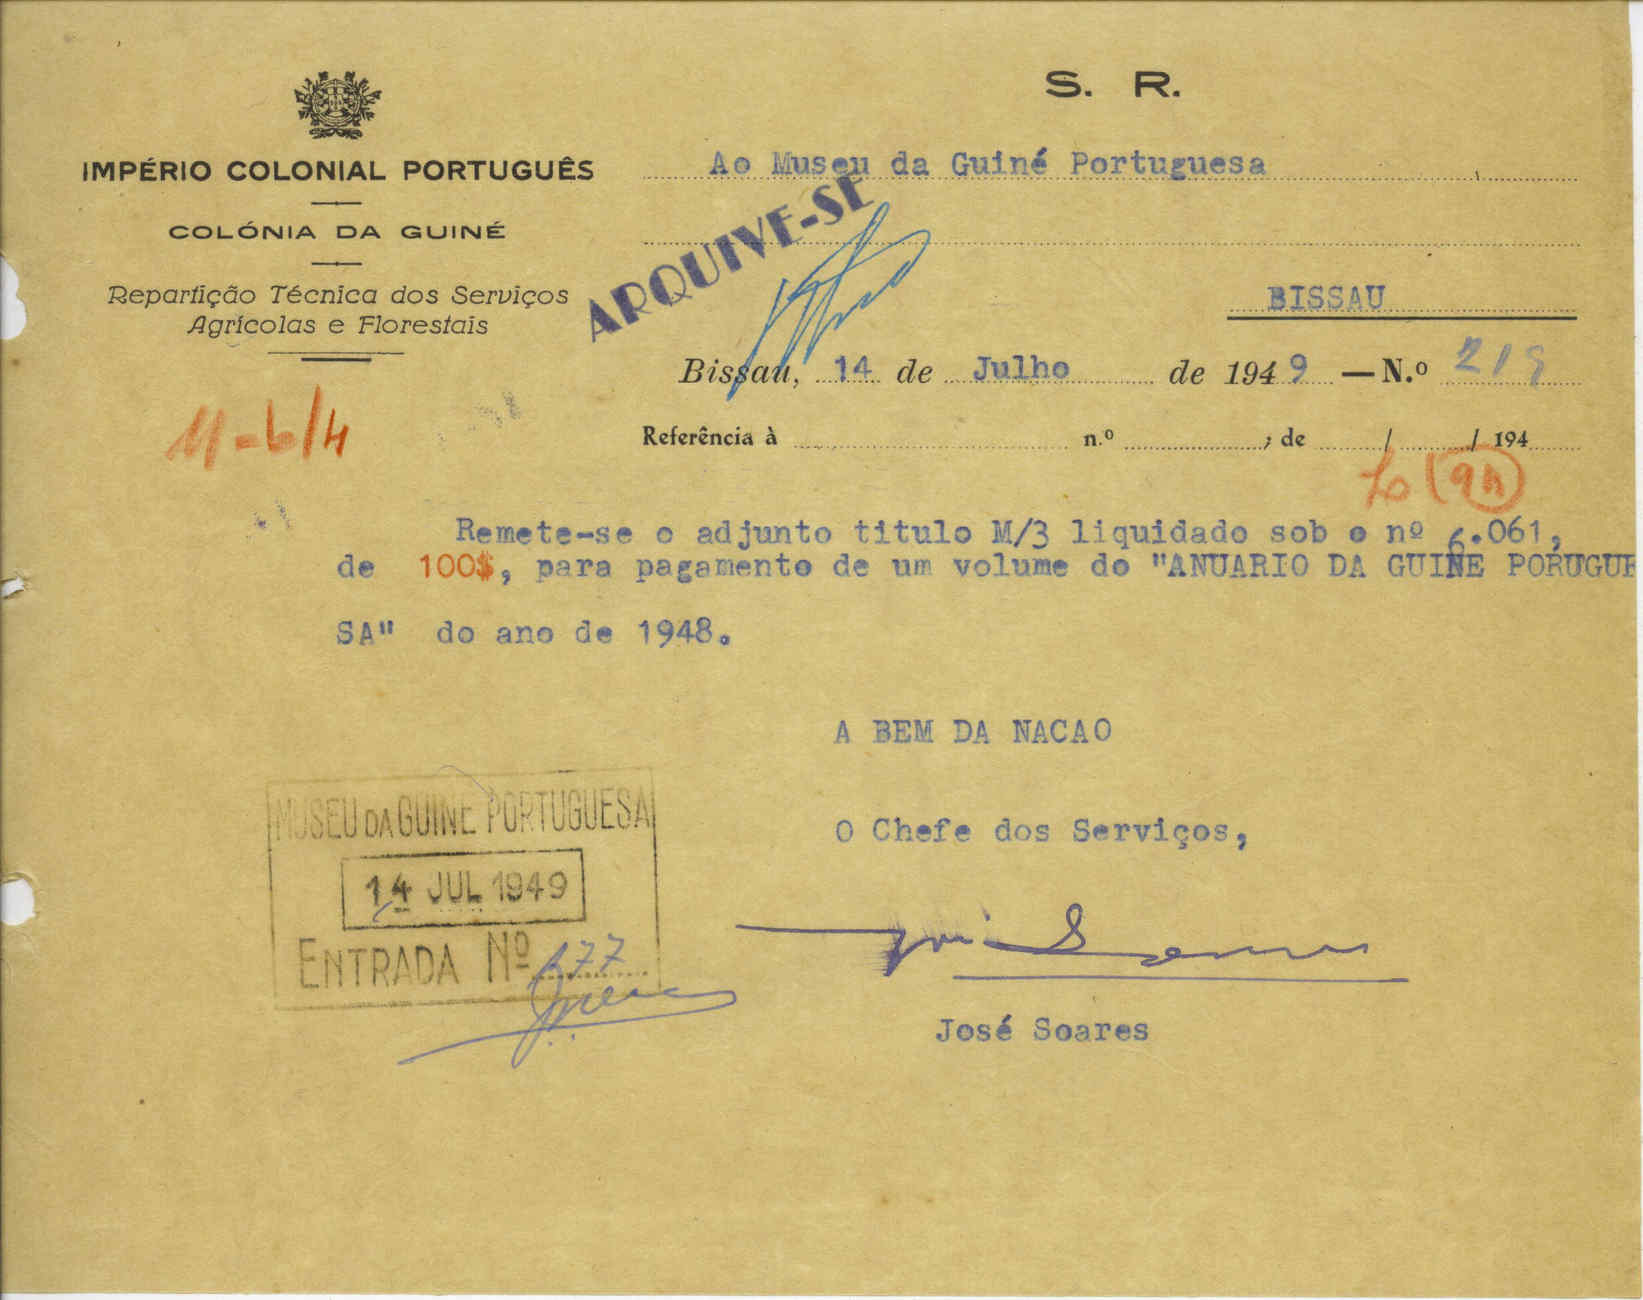 S. R.
IMPÉRIO COLONIAL PORTUGUÊS
COLÓNIA DA GUINÉ
Repartição Técnica dos Serviços
Agrícolas e Florestais
Ao Museu da Guiné Portuguesa
ARQUIVE-SE
BISSAU
Bissau, 14 de Julho de 1949 — N.º 219
Referência à n.º , de / / 194
11-6/4
Remete-se o adjunto titulo M/3 liquidado sob o nº 6.061,
de 100$, para pagamento de um volume do "ANUARIO DA GUINE PORUGUE
SA" do ano de 1948.
A BEM DA NACAO
O Chefe dos Serviços,
José Soares
MUSEU DA GUINÉ PORTUGUESA
14 JUL 1949
ENTRADA Nº 177